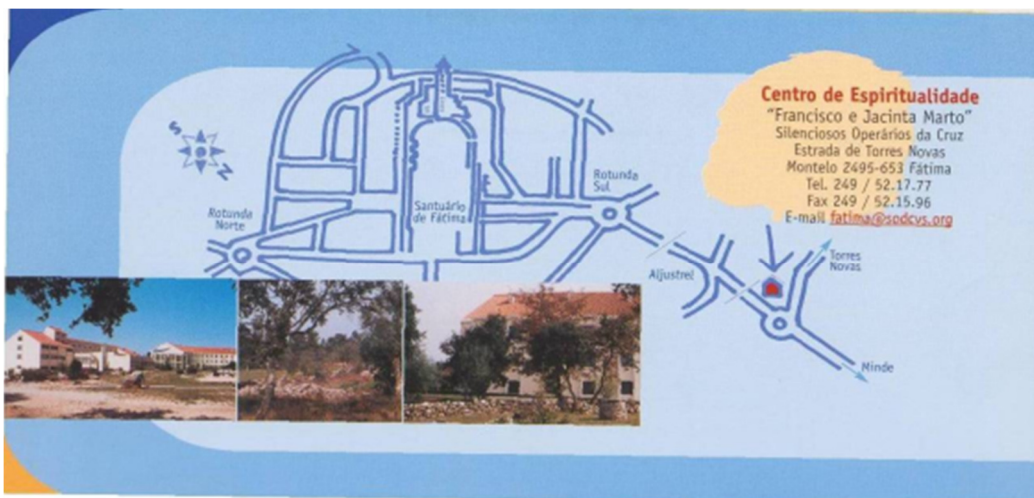 Centro de Espiritualidade
"Francisco e Jacinta Marto"
Silenciosos Operários da Cruz
Estrada de Torres Novas
Montelo 2495-653 Fátima
Tel. 249 / 52.17.77
Fax 249 / 52.15.96
E-mail fatima@sodcvs.org
S
N
Rotunda
Norte
Santuário
de Fátima
Rotunda
Sul
Aljustrel
Torres
Novas
Minde